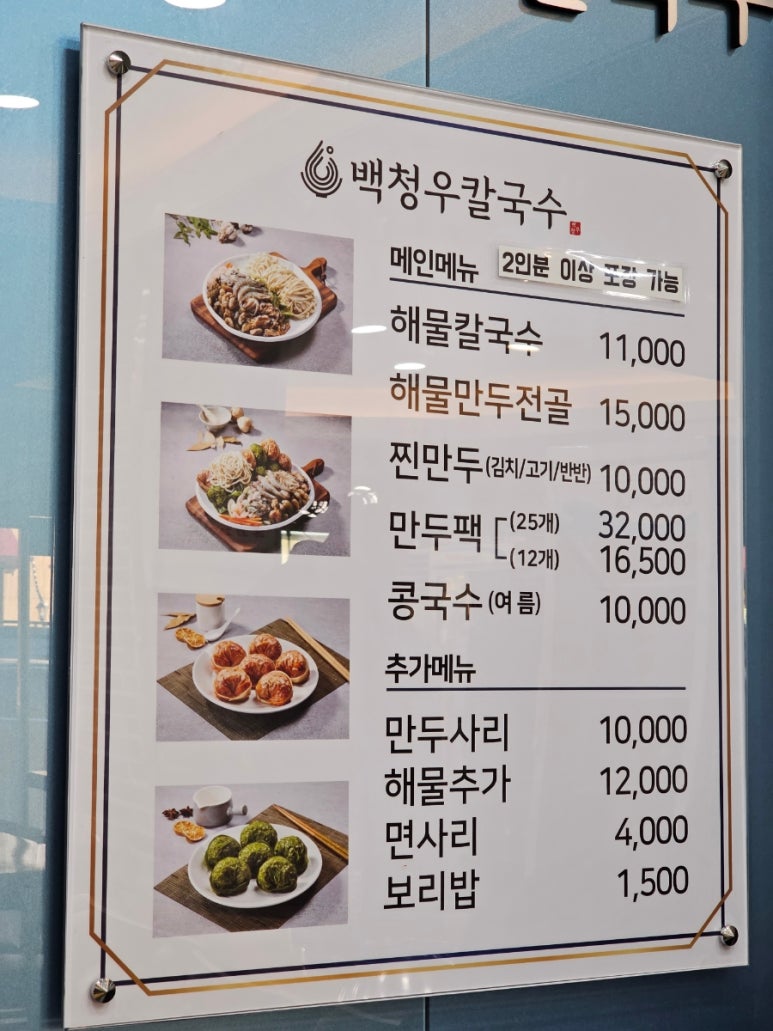 백청우칼국수
메인메뉴 2인분 이상 포장 가능
해물칼국수 11,000
해물만두전골 15,000
찐만두(김치/고기/반반) 10,000
만두팩 (25개) 32,000
(12개) 16,500
콩국수(여름) 10,000
추가메뉴
만두사리 10,000
해물추가 12,000
면사리 4,000
보리밥 1,500